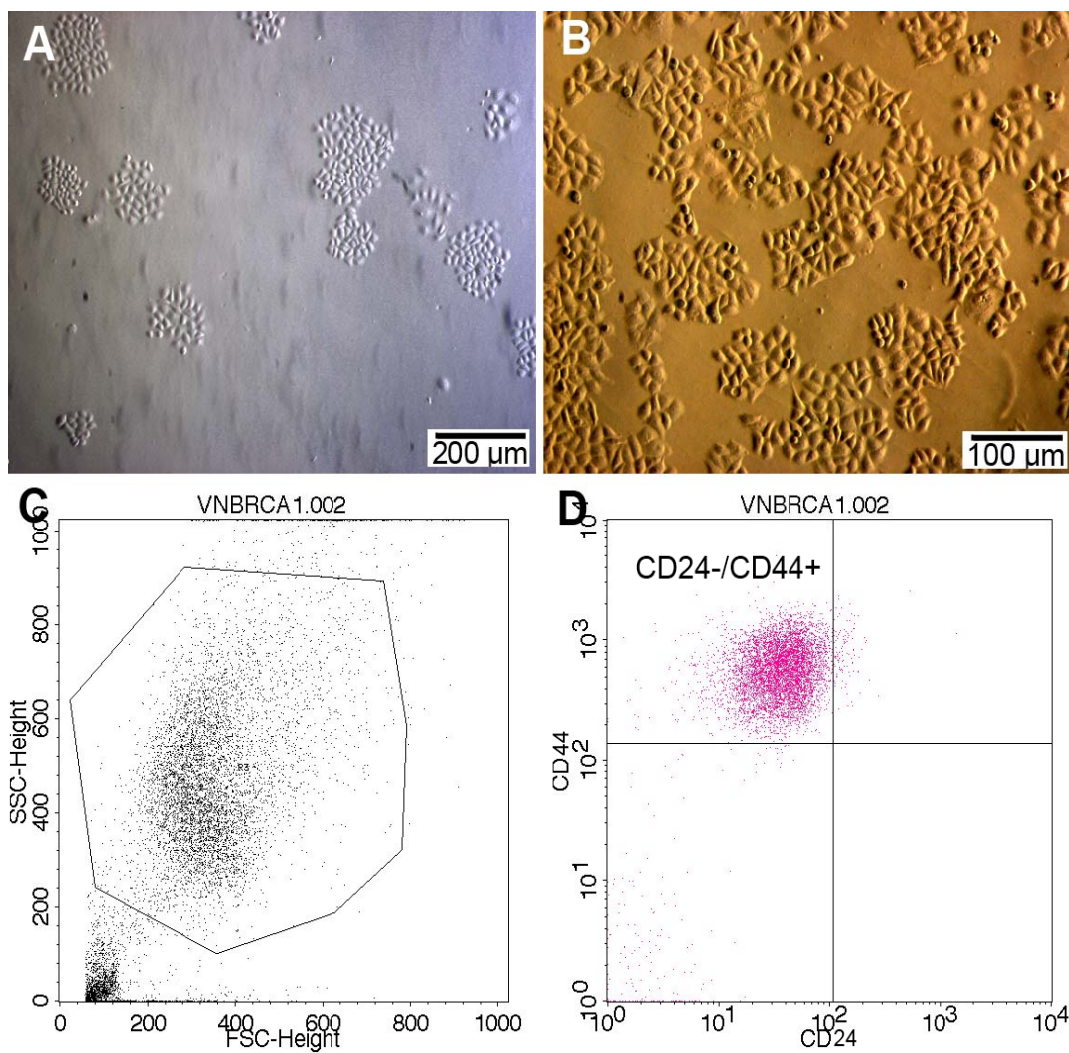 A
B
200 µm
100 µm
C
VNBRCA1.002
1000
800
600
400
200
0
SSC-Height
R3
0 200 400 600 800 1000
FSC-Height
D
VNBRCA1.002
CD24-/CD44+
10⁴
10³
10²
10¹
10⁰
CD44
10⁰ 10¹ 10² 10³ 10⁴
CD24